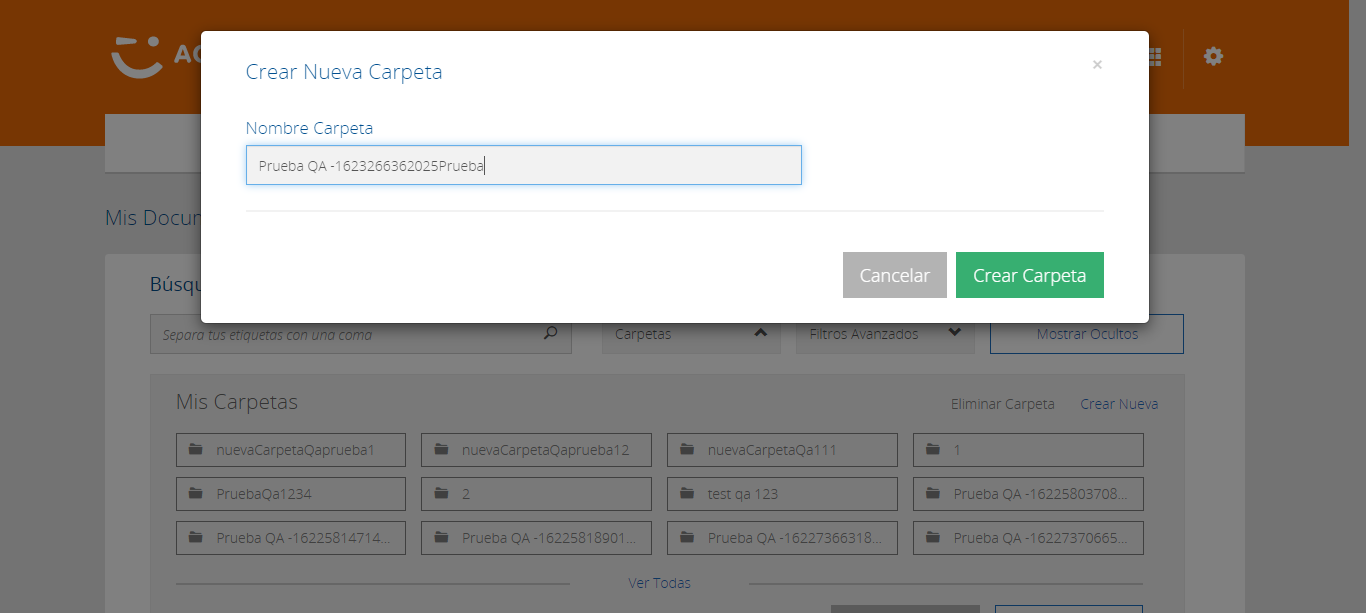 Crear Nueva Carpeta
×
Nombre Carpeta
Prueba QA -1623266362025Prueba
Mis Docu
Cancelar
Crear Carpeta
Búsqu
Separa tus etiquetas con una coma
Carpetas
Filtros Avanzados
Mostrar Ocultos
Mis Carpetas
Eliminar Carpeta
Crear Nueva
nuevaCarpetaQaprueba1
nuevaCarpetaQaprueba12
nuevaCarpetaQa111
1
PruebaQa1234
2
test qa 123
Prueba QA -16225803708...
Prueba QA -16225814714...
Prueba QA -16225818901...
Prueba QA -16227366318...
Prueba QA -16227370665...
Ver Todas